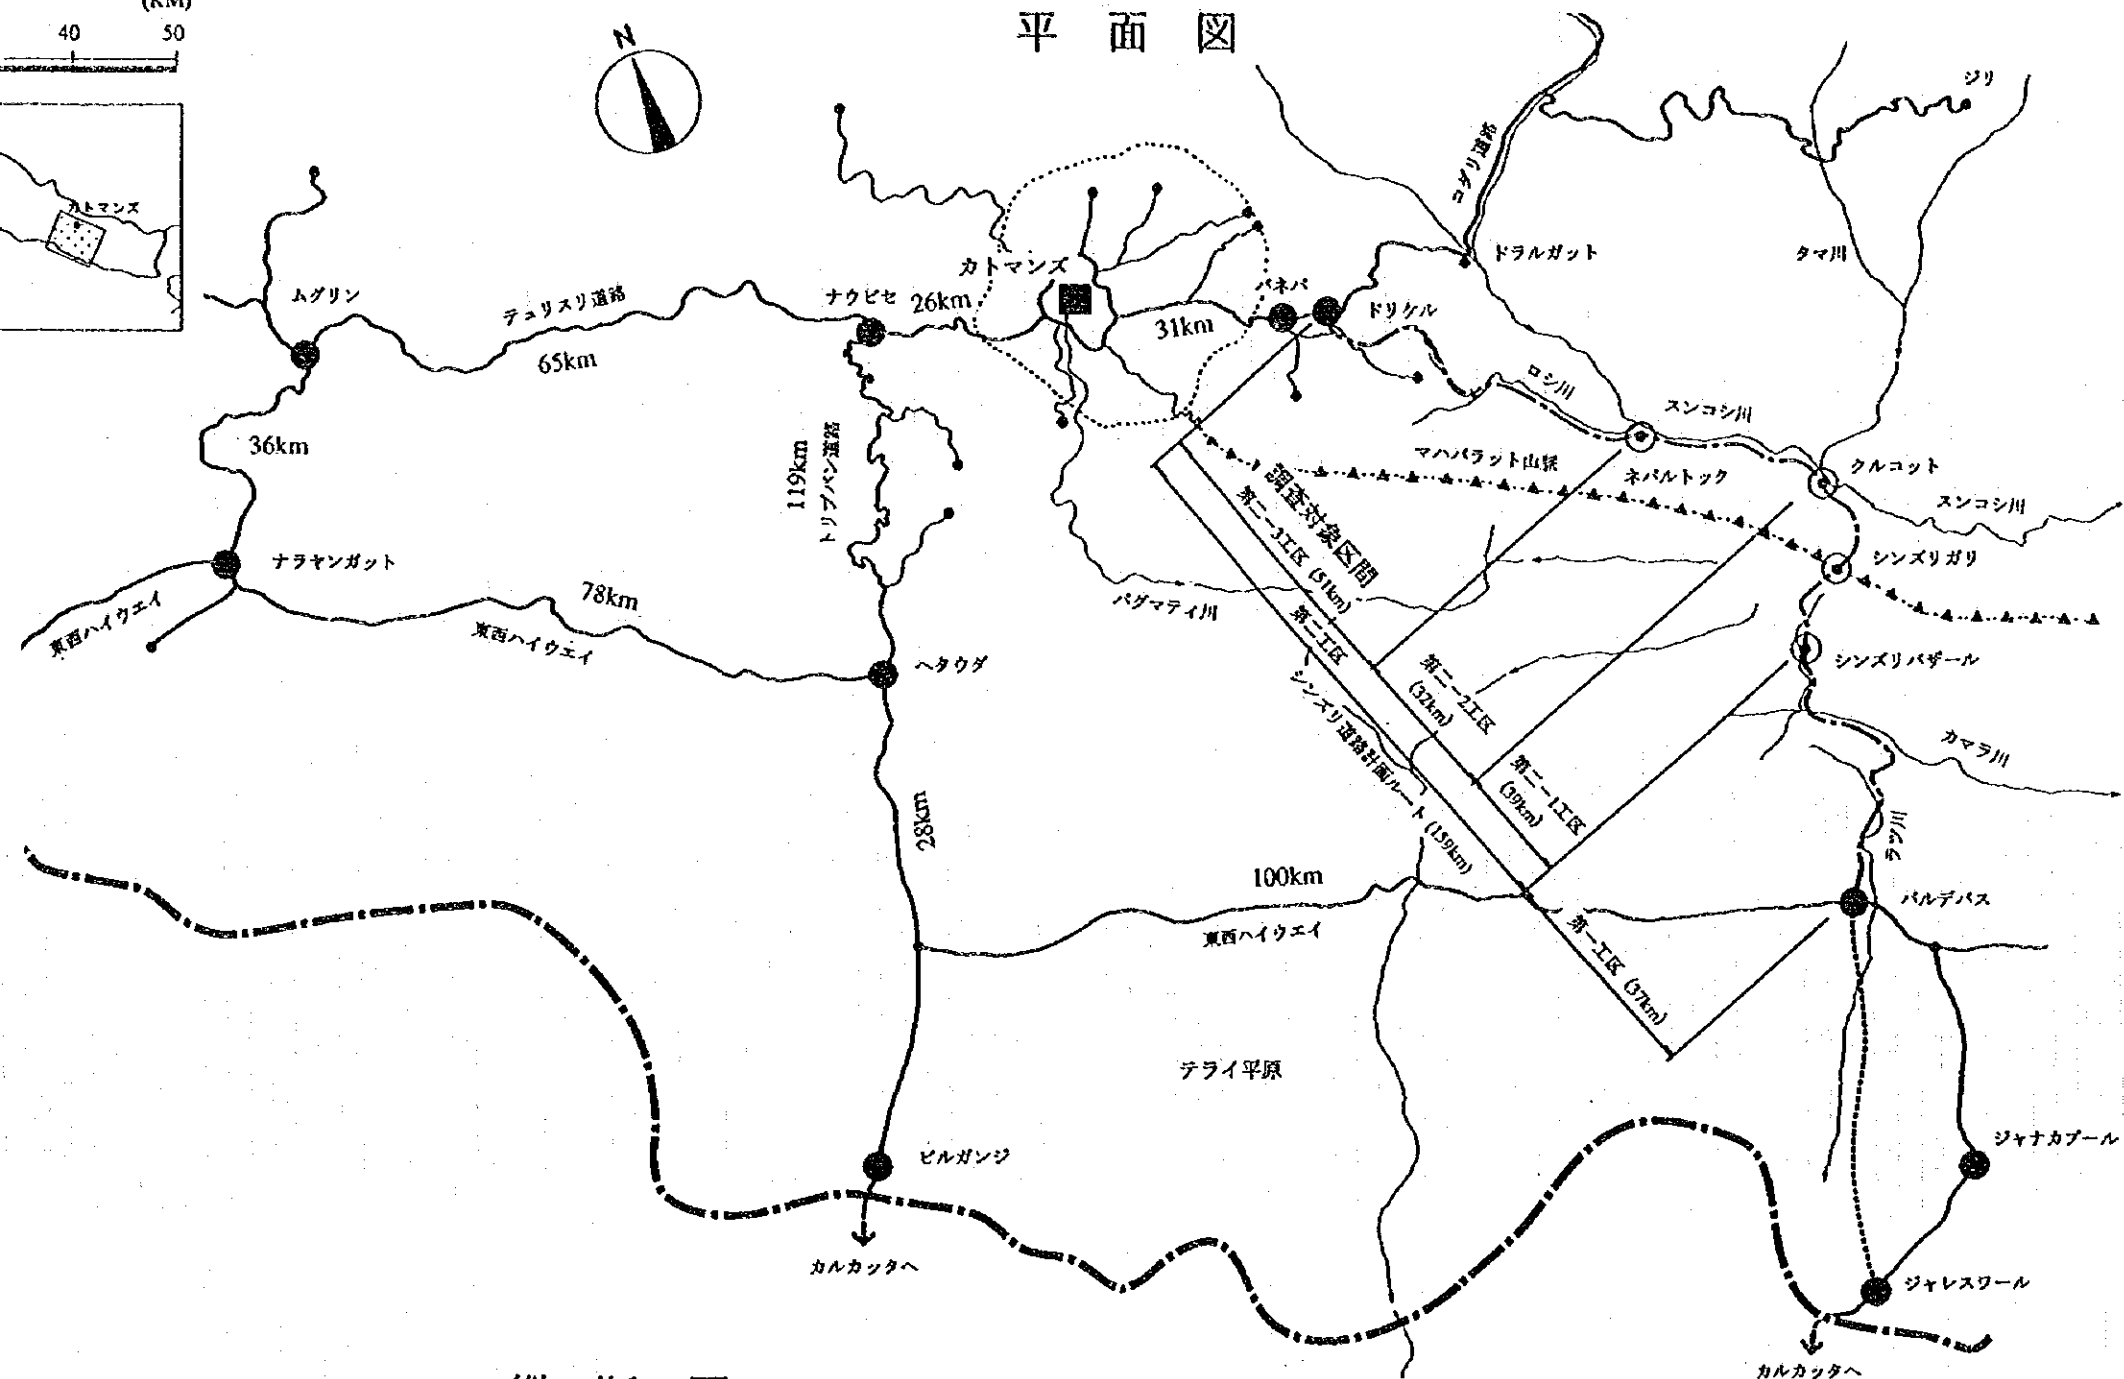 (KM)
40 50
平面図
N
カトマンズ
ジリ
コダリ道路
ドラルガット
タマ川
カトマンズ
バネパ
ドリケル
ムグリン
テュリスリ道路
ナウビセ
26km
31km
65km
ロシ川
スンコシ川
36km
119km
トリブバン道路
マハバラット山脈
ネパルトック
クルコット
スンコシ川
調査対象区間
第二-3工区 (51km)
シンズリガリ
ナラヤンガット
78km
東西ハイウエイ
東西ハイウエイ
バグマティ川
第二工区
ヘタウダ
第二-2工区
(32km)
シンズリバザール
シンズリ道路計画ルート (159km)
カマラ川
第二-1工区
(39km)
28km
ラツ川
100km
東西ハイウエイ
バルデバス
第一工区 (37km)
テライ平原
ビルガンジ
ジャナカプール
カルカッタへ
ジャレスワール
カルカッタへ